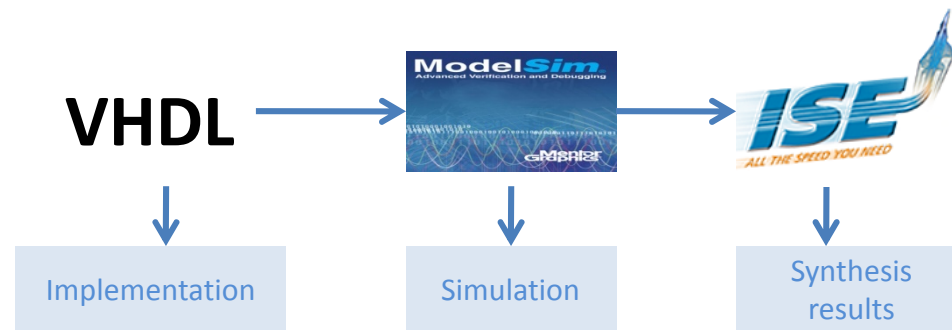 VHDL
ModelSim
Advanced Verification and Debugging
Mentor
Graphics
ISE
ALL THE SPEED YOU NEED
Implementation
Simulation
Synthesis
results